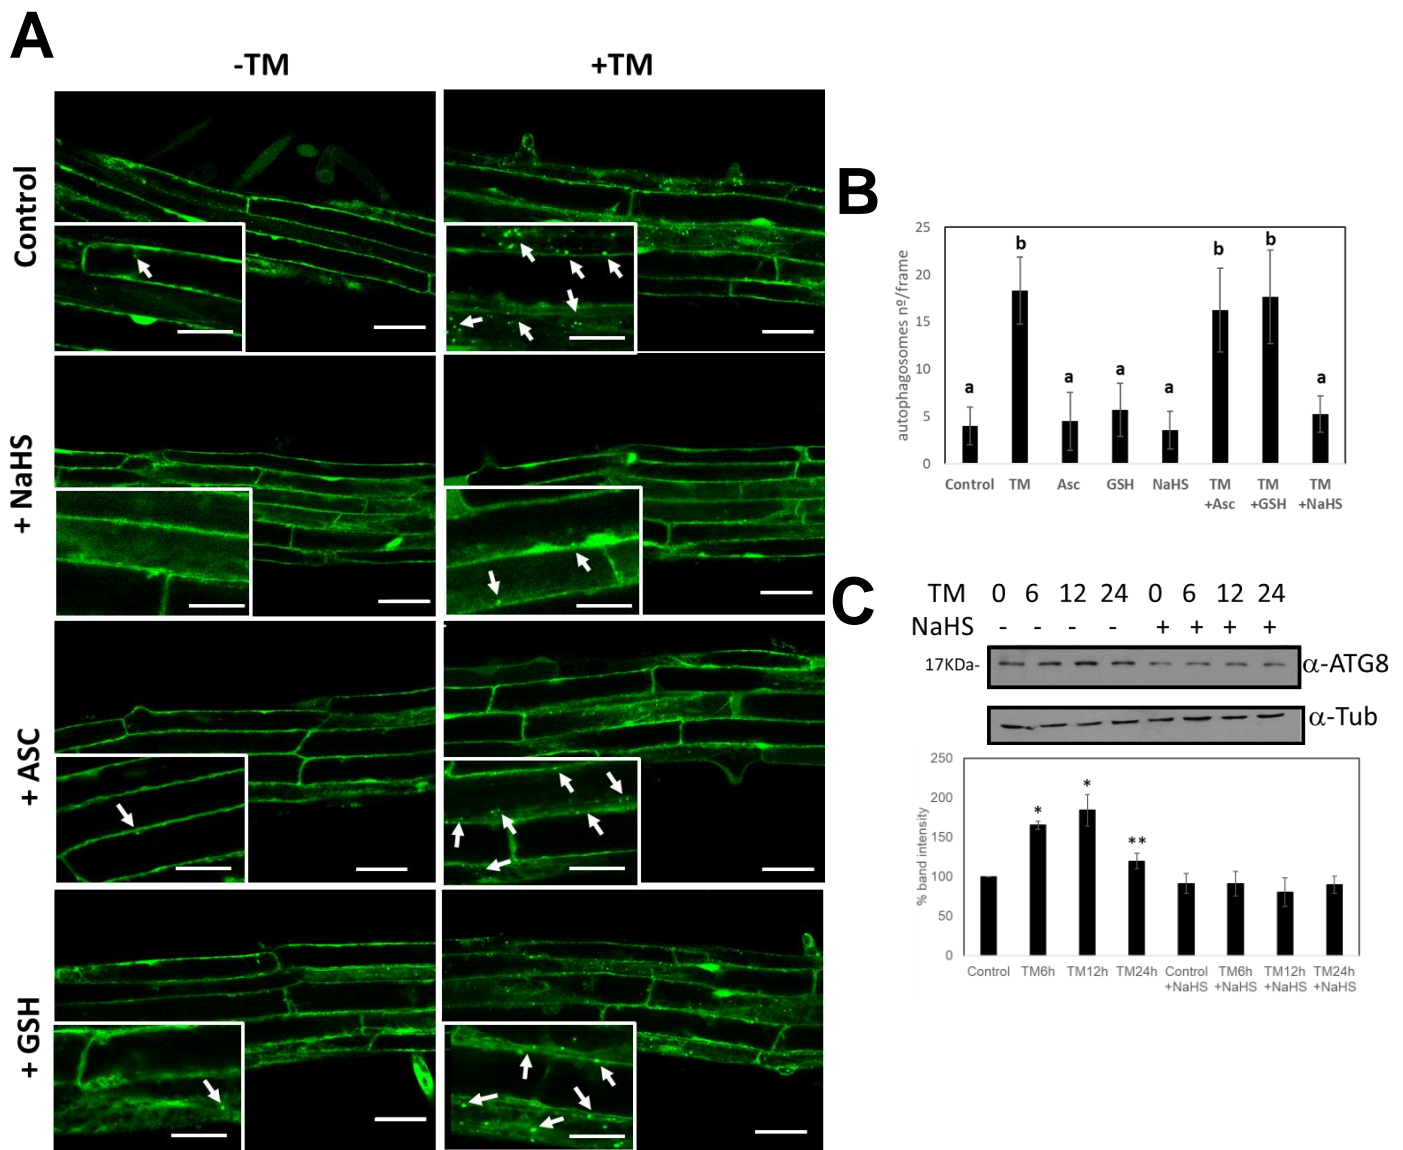 A
-TM
+TM
Control
+ NaHS
+ ASC
+ GSH
B
autophagosomes nº/frame
25
20
15
10
5
0
a
b
a
a
a
b
b
a
Control TM Asc GSH NaHS TM +Asc TM +GSH TM +NaHS
C
TM 0 6 12 24 0 6 12 24
NaHS - - - - + + + +
17KDa-
α-ATG8
α-Tub
% band intensity
250
200
150
100
50
0
*
*
**
Control TM6h TM12h TM24h Control +NaHS TM6h +NaHS TM12h +NaHS TM24h +NaHS